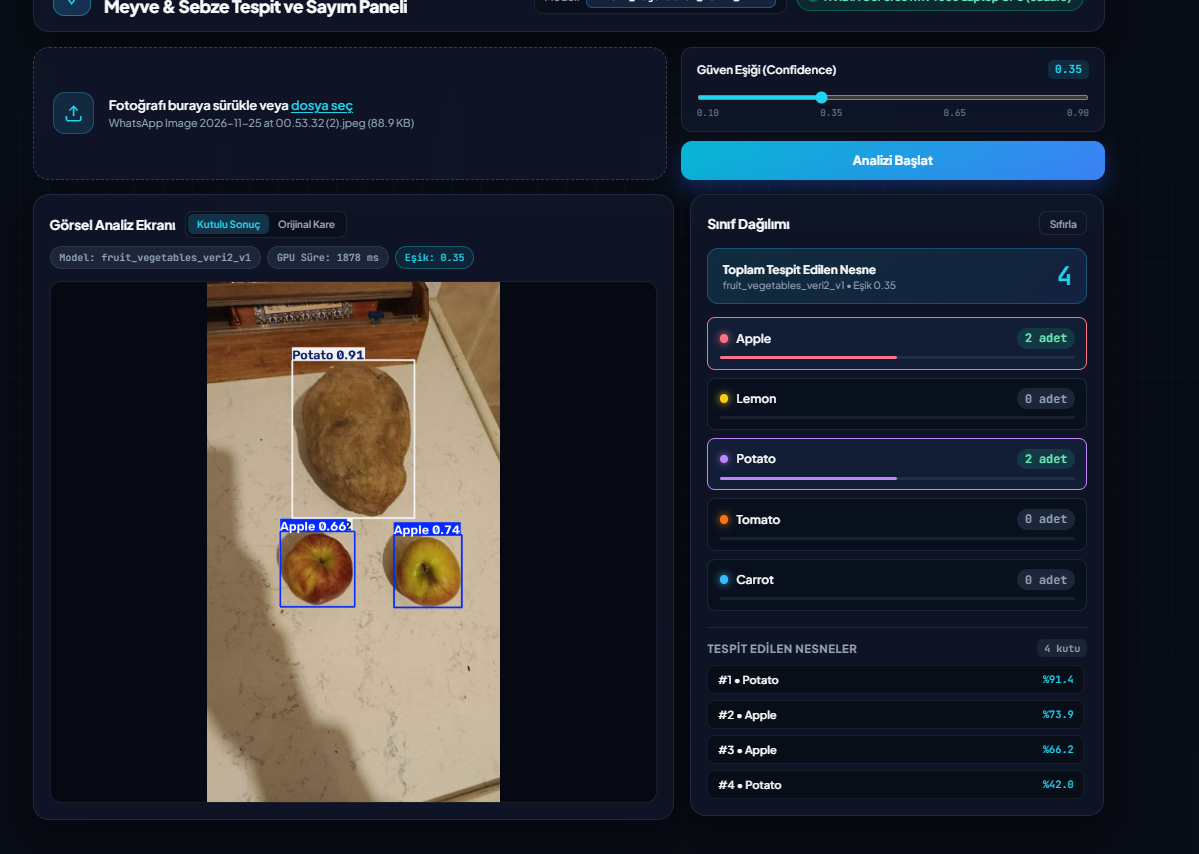 Meyve & Sebze Tespit ve Sayım Paneli
Fotoğrafı buraya sürükle veya dosya seç
WhatsApp Image 2026-11-25 at 00.53.32 (2).jpeg (88.9 KB)
Güven Eşiği (Confidence)
0.35
0.10
0.35
0.65
0.90
Analizi Başlat
Görsel Analiz Ekranı
Kutulu Sonuç
Orijinal Kare
Model: fruit_vegetables_veri2_v1
GPU Süre: 1878 ms
Eşik: 0.35
Potato 0.91
Apple 0.66
Apple 0.74
Sınıf Dağılımı
Sıfırla
Toplam Tespit Edilen Nesne
fruit_vegetables_veri2_v1 • Eşik 0.35
4
Apple
2 adet
Lemon
0 adet
Potato
2 adet
Tomato
0 adet
Carrot
0 adet
TESPİT EDİLEN NESNELER
4 kutu
#1 • Potato
%91.4
#2 • Apple
%73.9
#3 • Apple
%66.2
#4 • Potato
%42.0